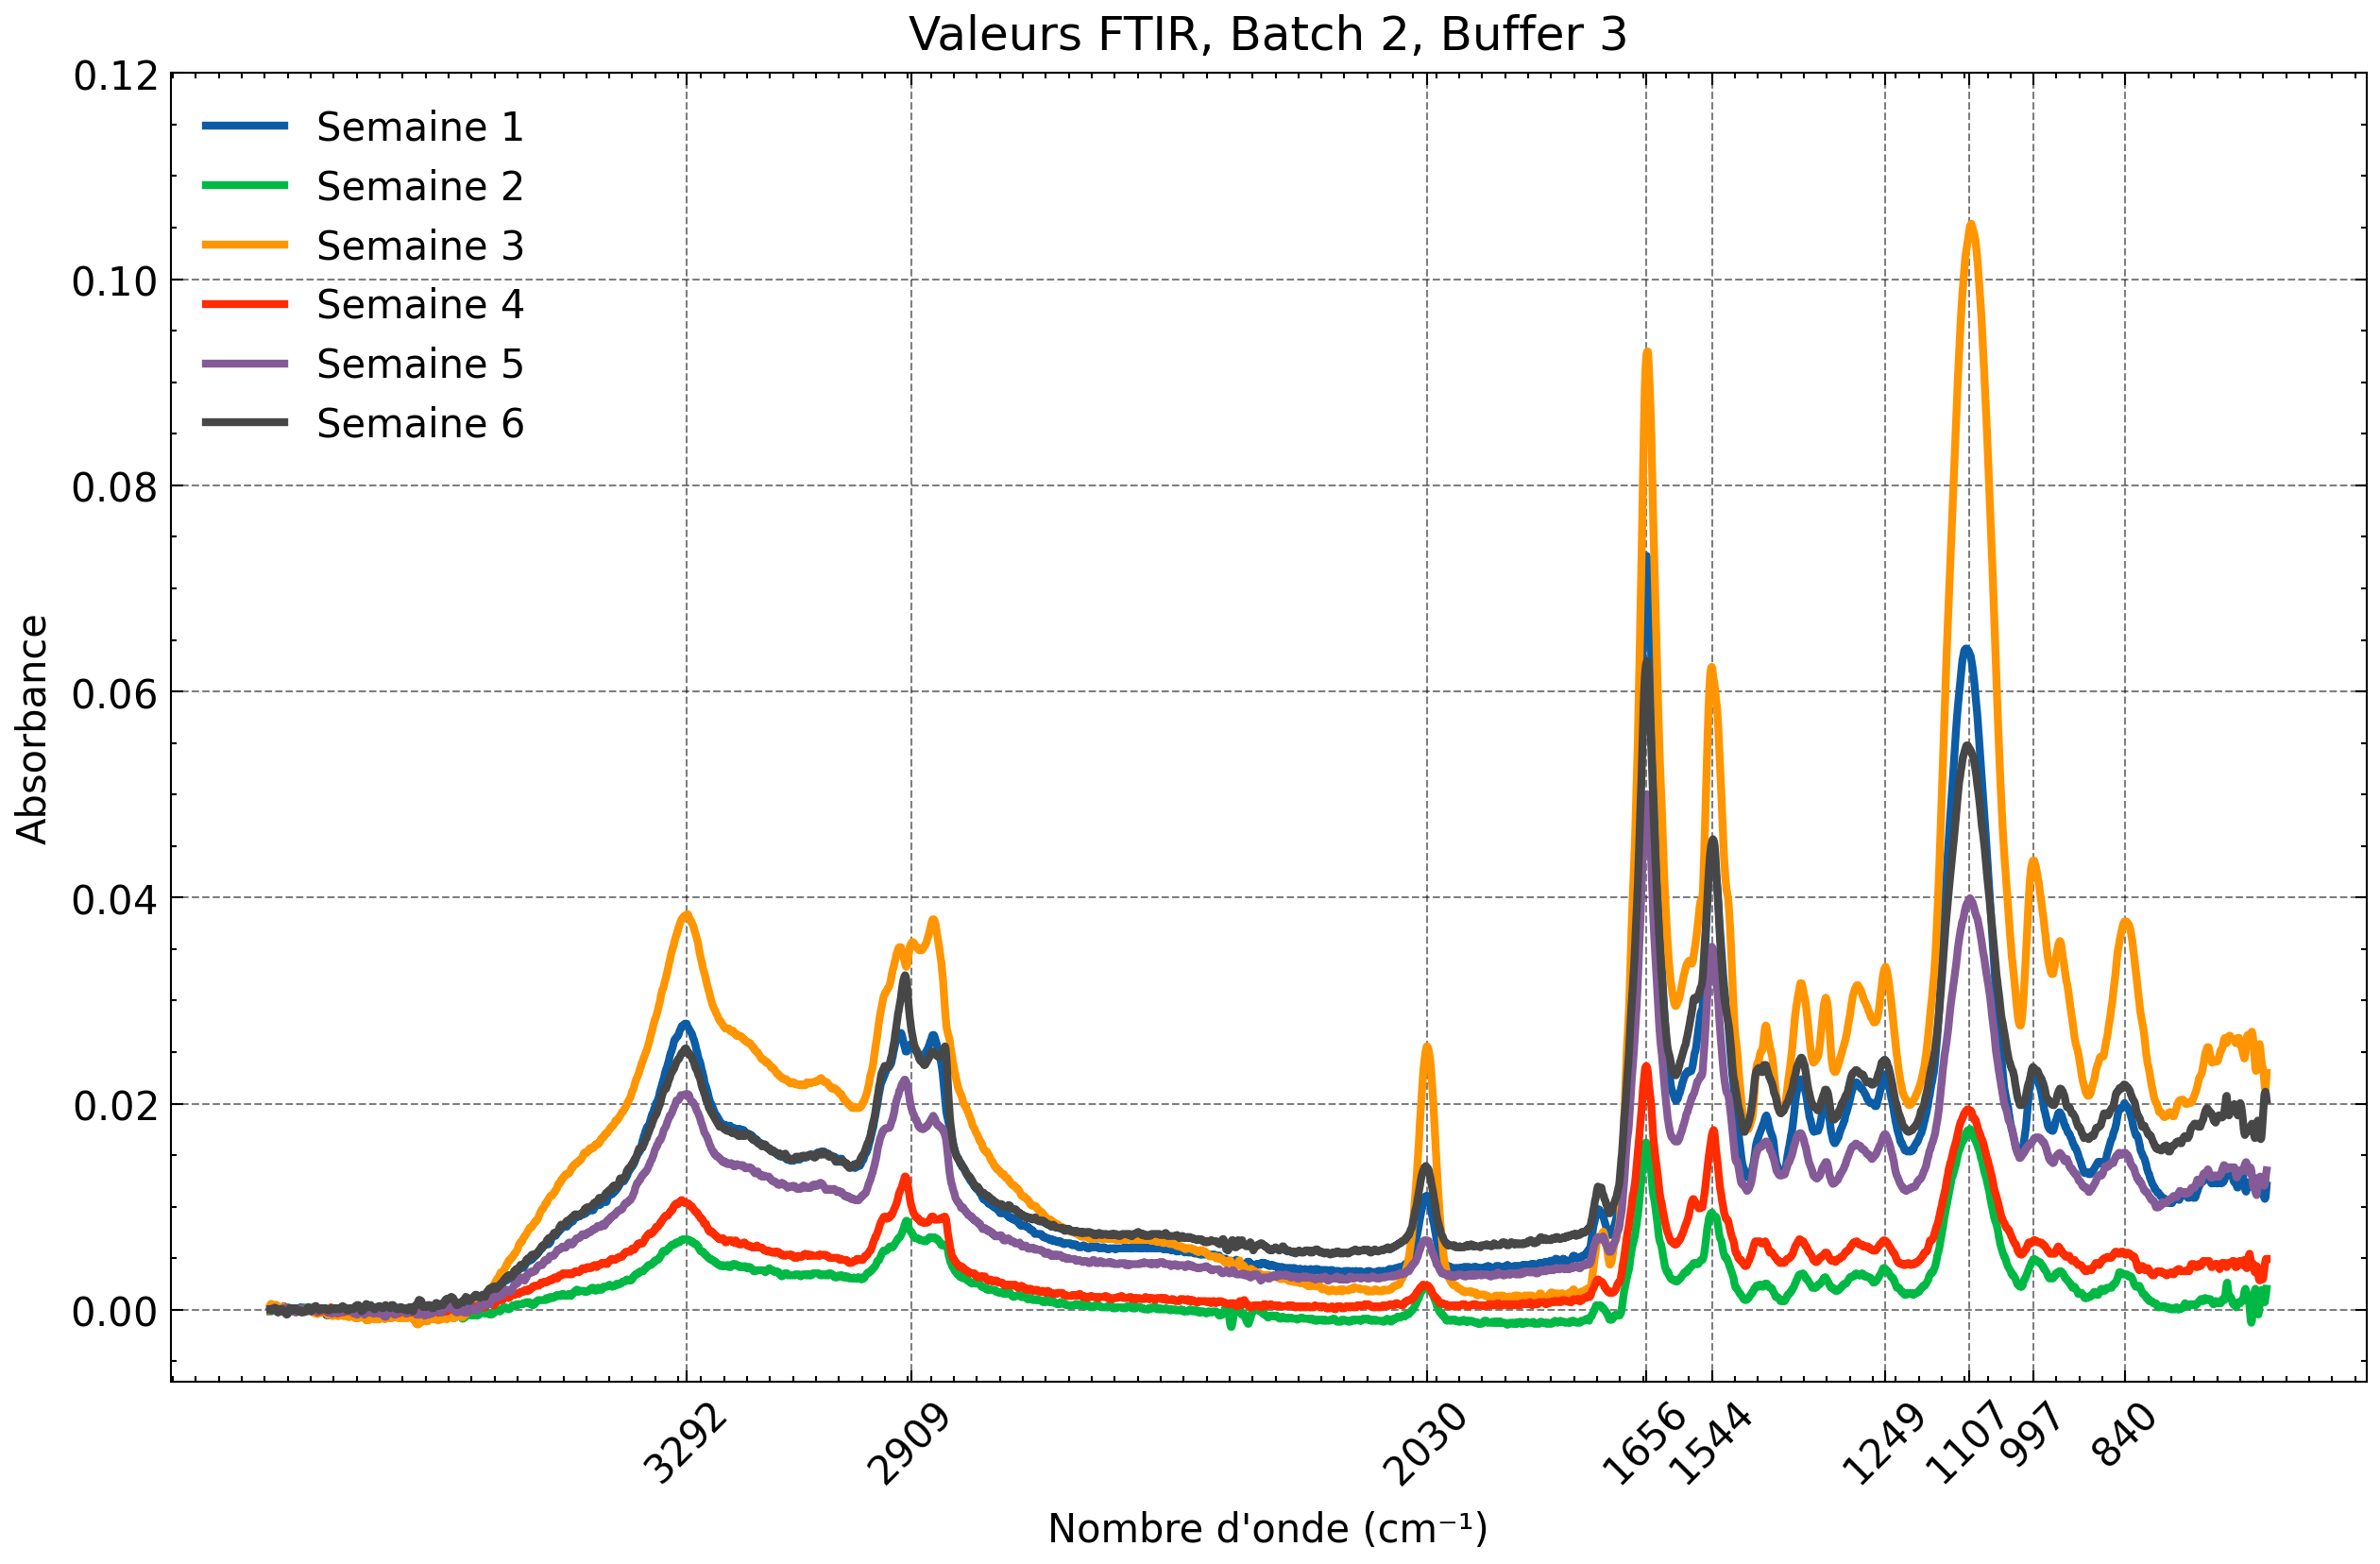 Valeurs FTIR, Batch 2, Buffer 3
0.12
0.10
0.08
0.06
0.04
0.02
0.00
Absorbance
Semaine 1
Semaine 2
Semaine 3
Semaine 4
Semaine 5
Semaine 6
3292
2909
2030
1656
1544
1249
1107
997
840
Nombre d'onde (cm⁻¹)